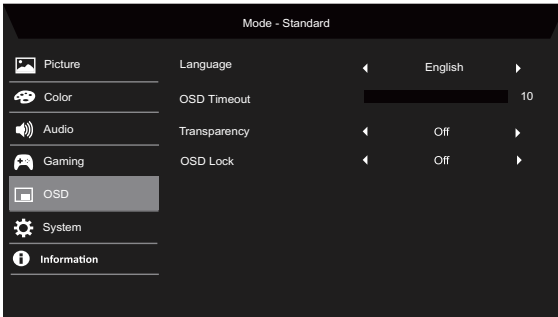 Mode - Standard
Picture
Color
Audio
Gaming
OSD
System
Information
Language English
OSD Timeout 10
Transparency Off
OSD Lock Off